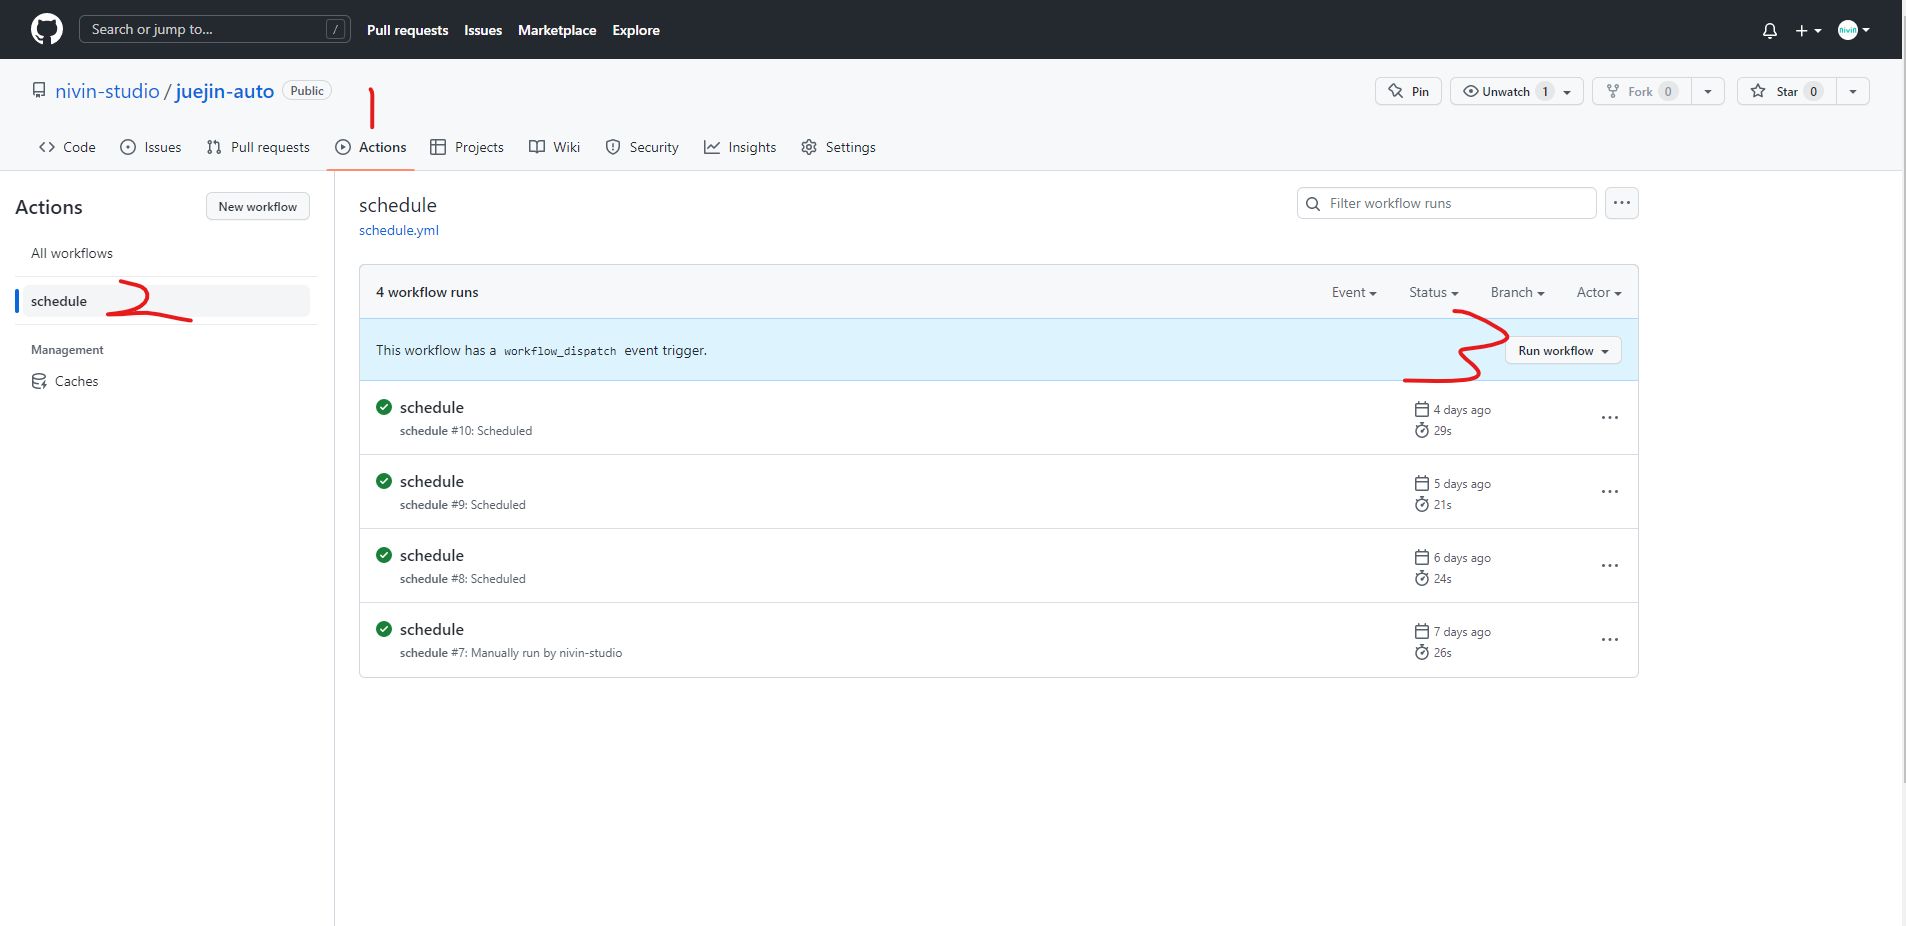 Search or jump to... /
Pull requests Issues Marketplace Explore
nivin
nivin-studio / juejin-auto Public
1
Pin Unwatch 1 Fork 0 Star 0
Code Issues Pull requests Actions Projects Wiki Security Insights Settings
Actions New workflow
All workflows
schedule 2
Management
Caches
schedule
schedule.yml
Filter workflow runs
4 workflow runs Event Status Branch Actor
This workflow has a workflow_dispatch event trigger. 3 Run workflow
schedule
schedule #10: Scheduled
4 days ago
29s
schedule
schedule #9: Scheduled
5 days ago
21s
schedule
schedule #8: Scheduled
6 days ago
24s
schedule
schedule #7: Manually run by nivin-studio
7 days ago
26s